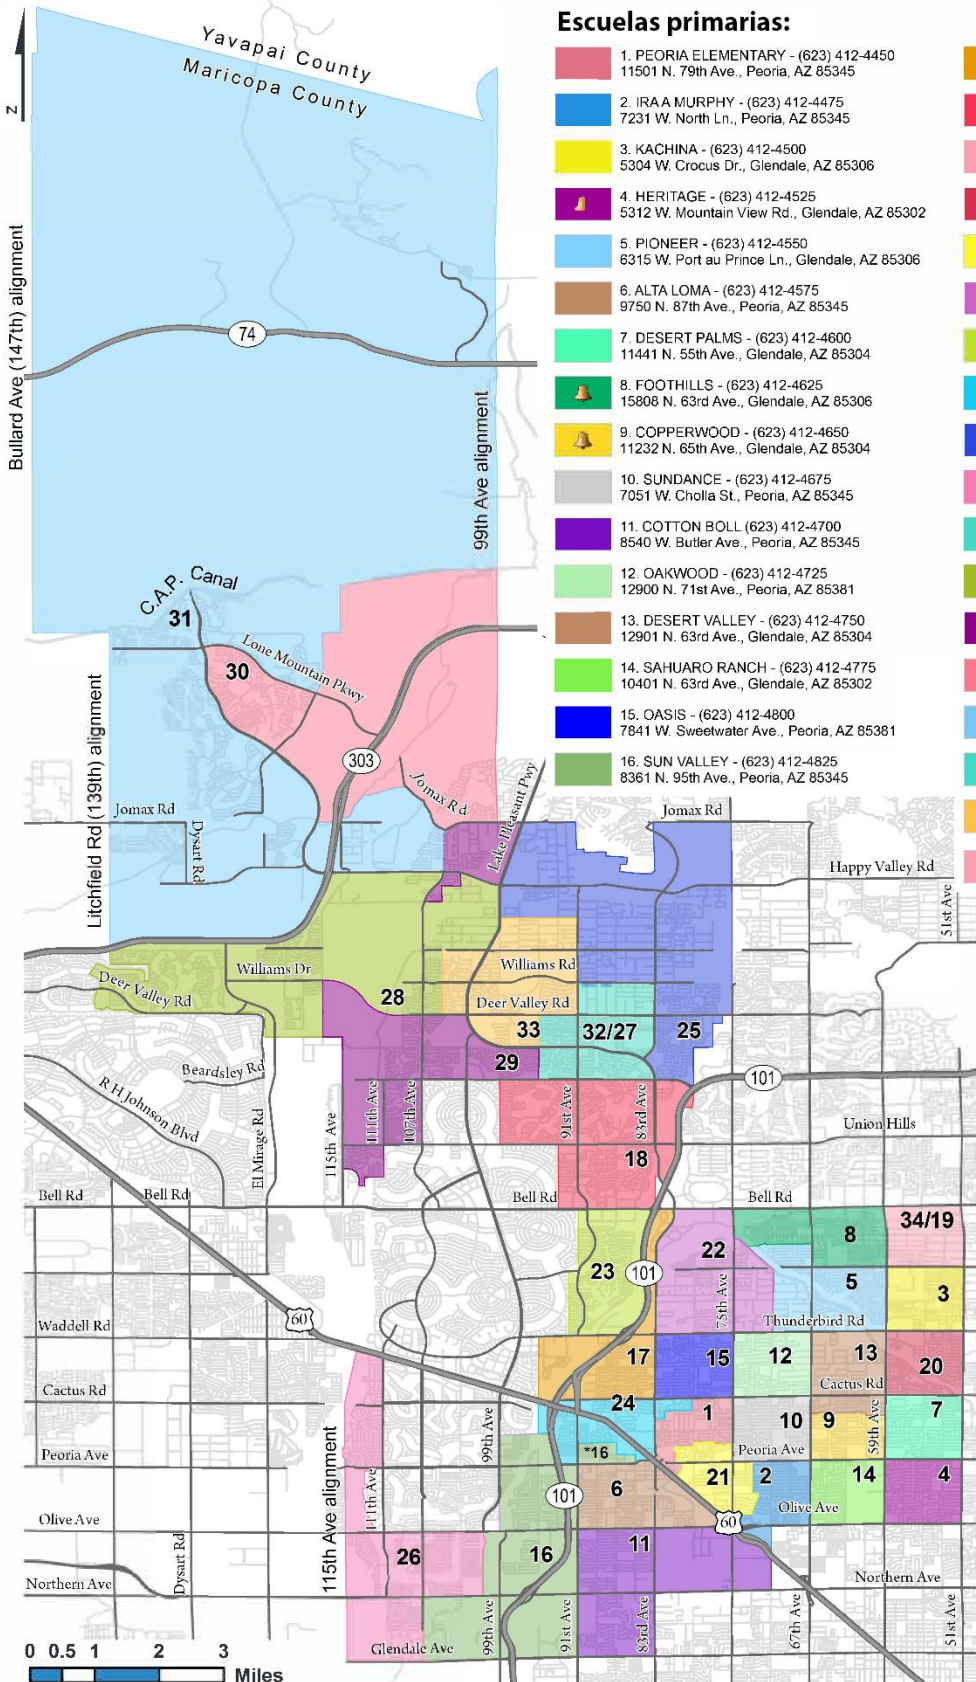 Escuelas primarias:
1. PEORIA ELEMENTARY - (623) 412-4450
11501 N. 79th Ave., Peoria, AZ 85345
2. IRA A MURPHY - (623) 412-4475
7231 W. North Ln., Peoria, AZ 85345
3. KACHINA - (623) 412-4500
5304 W. Crocus Dr., Glendale, AZ 85306
4. HERITAGE - (623) 412-4525
5312 W. Mountain View Rd., Glendale, AZ 85302
5. PIONEER - (623) 412-4550
6315 W. Port au Prince Ln., Glendale, AZ 85306
6. ALTA LOMA - (623) 412-4575
9750 N. 87th Ave., Peoria, AZ 85345
7. DESERT PALMS - (623) 412-4600
11441 N. 55th Ave., Glendale, AZ 85304
8. FOOTHILLS - (623) 412-4625
15808 N. 63rd Ave., Glendale, AZ 85306
9. COPPERWOOD - (623) 412-4650
11232 N. 65th Ave., Glendale, AZ 85304
10. SUNDANCE - (623) 412-4675
7051 W. Cholla St., Peoria, AZ 85345
11. COTTON BOLL (623) 412-4700
8540 W. Butler Ave., Peoria, AZ 85345
12. OAKWOOD - (623) 412-4725
12900 N. 71st Ave., Peoria, AZ 85381
13. DESERT VALLEY - (623) 412-4750
12901 N. 63rd Ave., Glendale, AZ 85304
14. SAHUARO RANCH - (623) 412-4775
10401 N. 63rd Ave., Glendale, AZ 85302
15. OASIS - (623) 412-4800
7841 W. Sweetwater Ave., Peoria, AZ 85381
16. SUN VALLEY - (623) 412-4825
8361 N. 95th Ave., Peoria, AZ 85345
Yavapai County
Maricopa County
N
Bullard Ave (147th) alignment
74
99th Ave alignment
C.A.P. Canal
31
30
Lone Mountain Pkwy
303
Litchfield Rd (139th) alignment
Jomax Rd
Jomax Rd
Lake Pleasant Pwy
Jomax Rd
Dysart Rd
Happy Valley Rd
51st Ave
Williams Dr
Williams Rd
Deer Valley Rd
28
Deer Valley Rd
33
32/27
25
29
Beardsley Rd
101
R H Johnson Blvd
El Mirage Rd
115th Ave
111th Ave
107th Ave
91st Ave
83rd Ave
Union Hills
18
Bell Rd
Bell Rd
Bell Rd
Bell Rd
34/19
8
22
23
101
5
75th Ave
3
60
Waddell Rd
Thunderbird Rd
17
15
12
13
20
Cactus Rd
Cactus Rd
24
1
10
9
59th Ave
7
99th Ave
Peoria Ave
*16
Peoria Ave
115th Ave alignment
111th Ave
101
6
21
2
14
4
Olive Ave
Olive Ave
60
Dysart Rd
26
16
11
Northern Ave
Northern Ave
99th Ave
91st Ave
83rd Ave
67th Ave
51st Ave
Glendale Ave
0 0.5 1 2 3
Miles